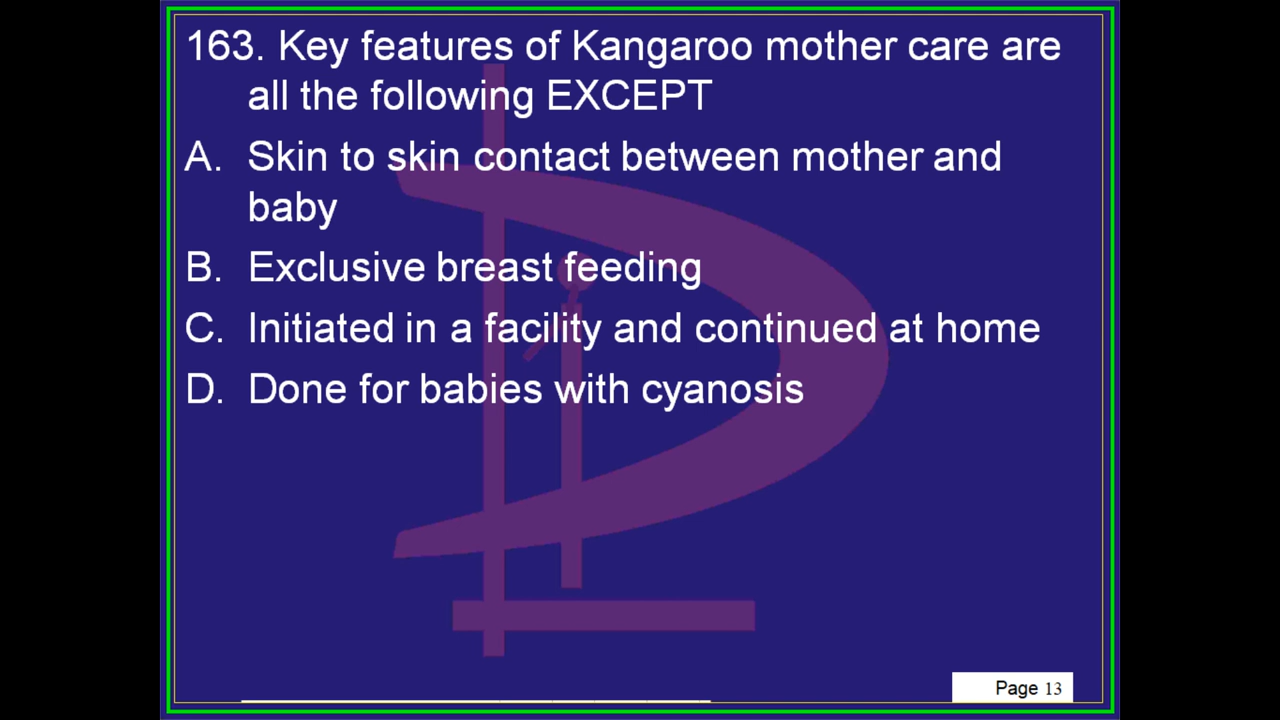 163. Key features of Kangaroo mother care are
all the following EXCEPT
A. Skin to skin contact between mother and
baby
B. Exclusive breast feeding
C. Initiated in a facility and continued at home
D. Done for babies with cyanosis
Page 13